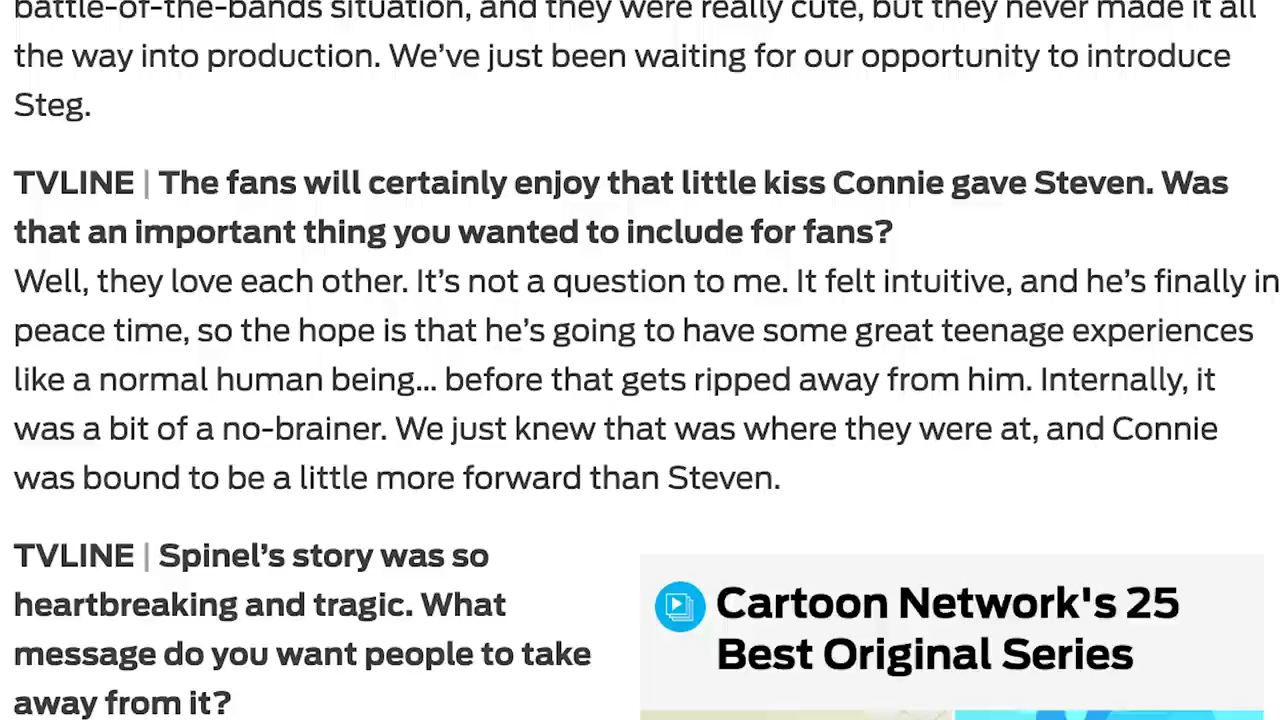 battle-of-the-bands situation, and they were really cute, but they never made it all
the way into production. We’ve just been waiting for our opportunity to introduce
Steg.
TVLINE | The fans will certainly enjoy that little kiss Connie gave Steven. Was
that an important thing you wanted to include for fans?
Well, they love each other. It’s not a question to me. It felt intuitive, and he’s finally in
peace time, so the hope is that he’s going to have some great teenage experiences
like a normal human being… before that gets ripped away from him. Internally, it
was a bit of a no-brainer. We just knew that was where they were at, and Connie
was bound to be a little more forward than Steven.
TVLINE | Spinel’s story was so
heartbreaking and tragic. What
message do you want people to take
away from it?
Cartoon Network's 25
Best Original Series